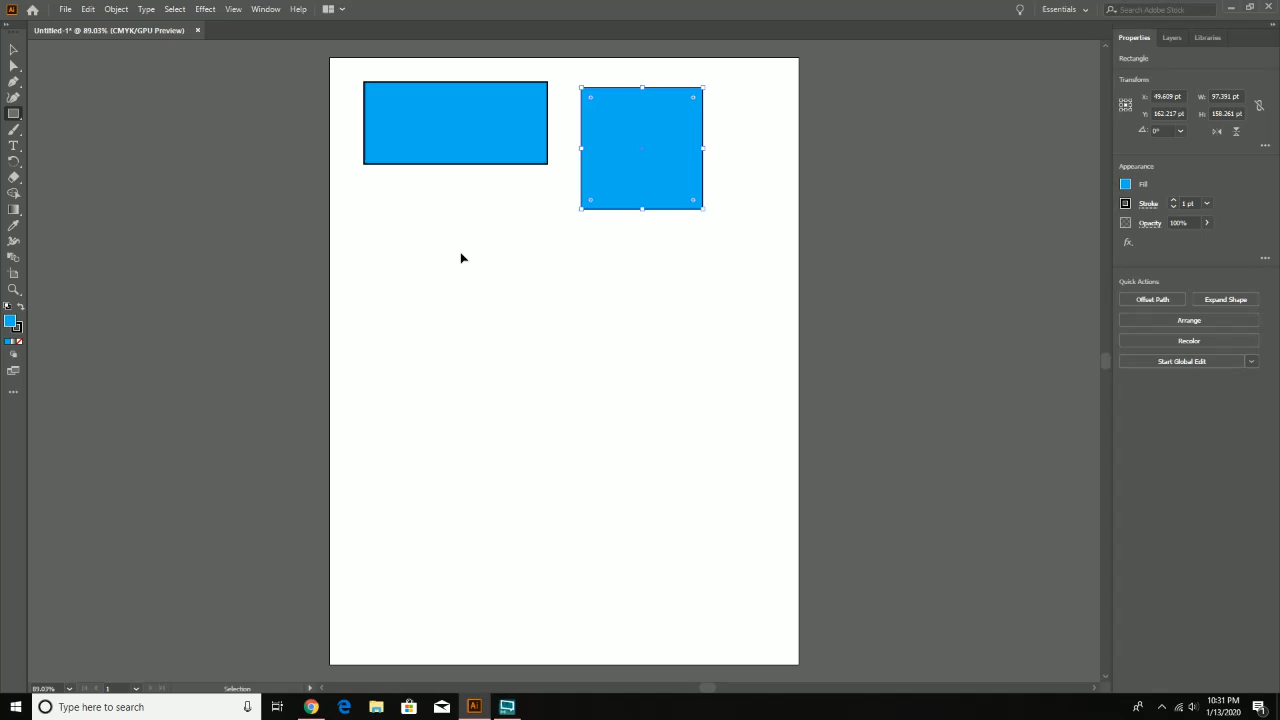 Ai File Edit Object Type Select Effect View Window Help Essentials Search Adobe Stock
Untitled-1* @ 89.03% (CMYK/GPU Preview) ×
Properties Layers Libraries
Rectangle
Transform
X: 49.609 pt W: 97.391 pt
Y: 162.217 pt H: 158.261 pt
0°
Appearance
Fill
Stroke 1 pt
Opacity 100%
fx
Quick Actions
Offset Path Expand Shape
Arrange
Recolor
Start Global Edit
89.03% 1 Selection
Type here to search
Ai
10:31 PM
1/13/2020